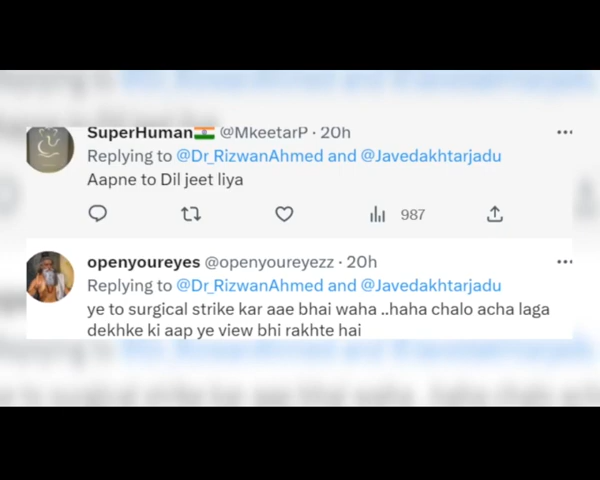 SuperHuman🇮🇳 @MkeetarP · 20h
Replying to @Dr_RizwanAhmed and @Javedakhtarjadu
Aapne to Dil jeet liya
987
openyoureyes @openyoureyezz · 20h
Replying to @Dr_RizwanAhmed and @Javedakhtarjadu
ye to surgical strike kar aae bhai waha ..haha chalo acha laga
dekhke ki aap ye view bhi rakhte hai